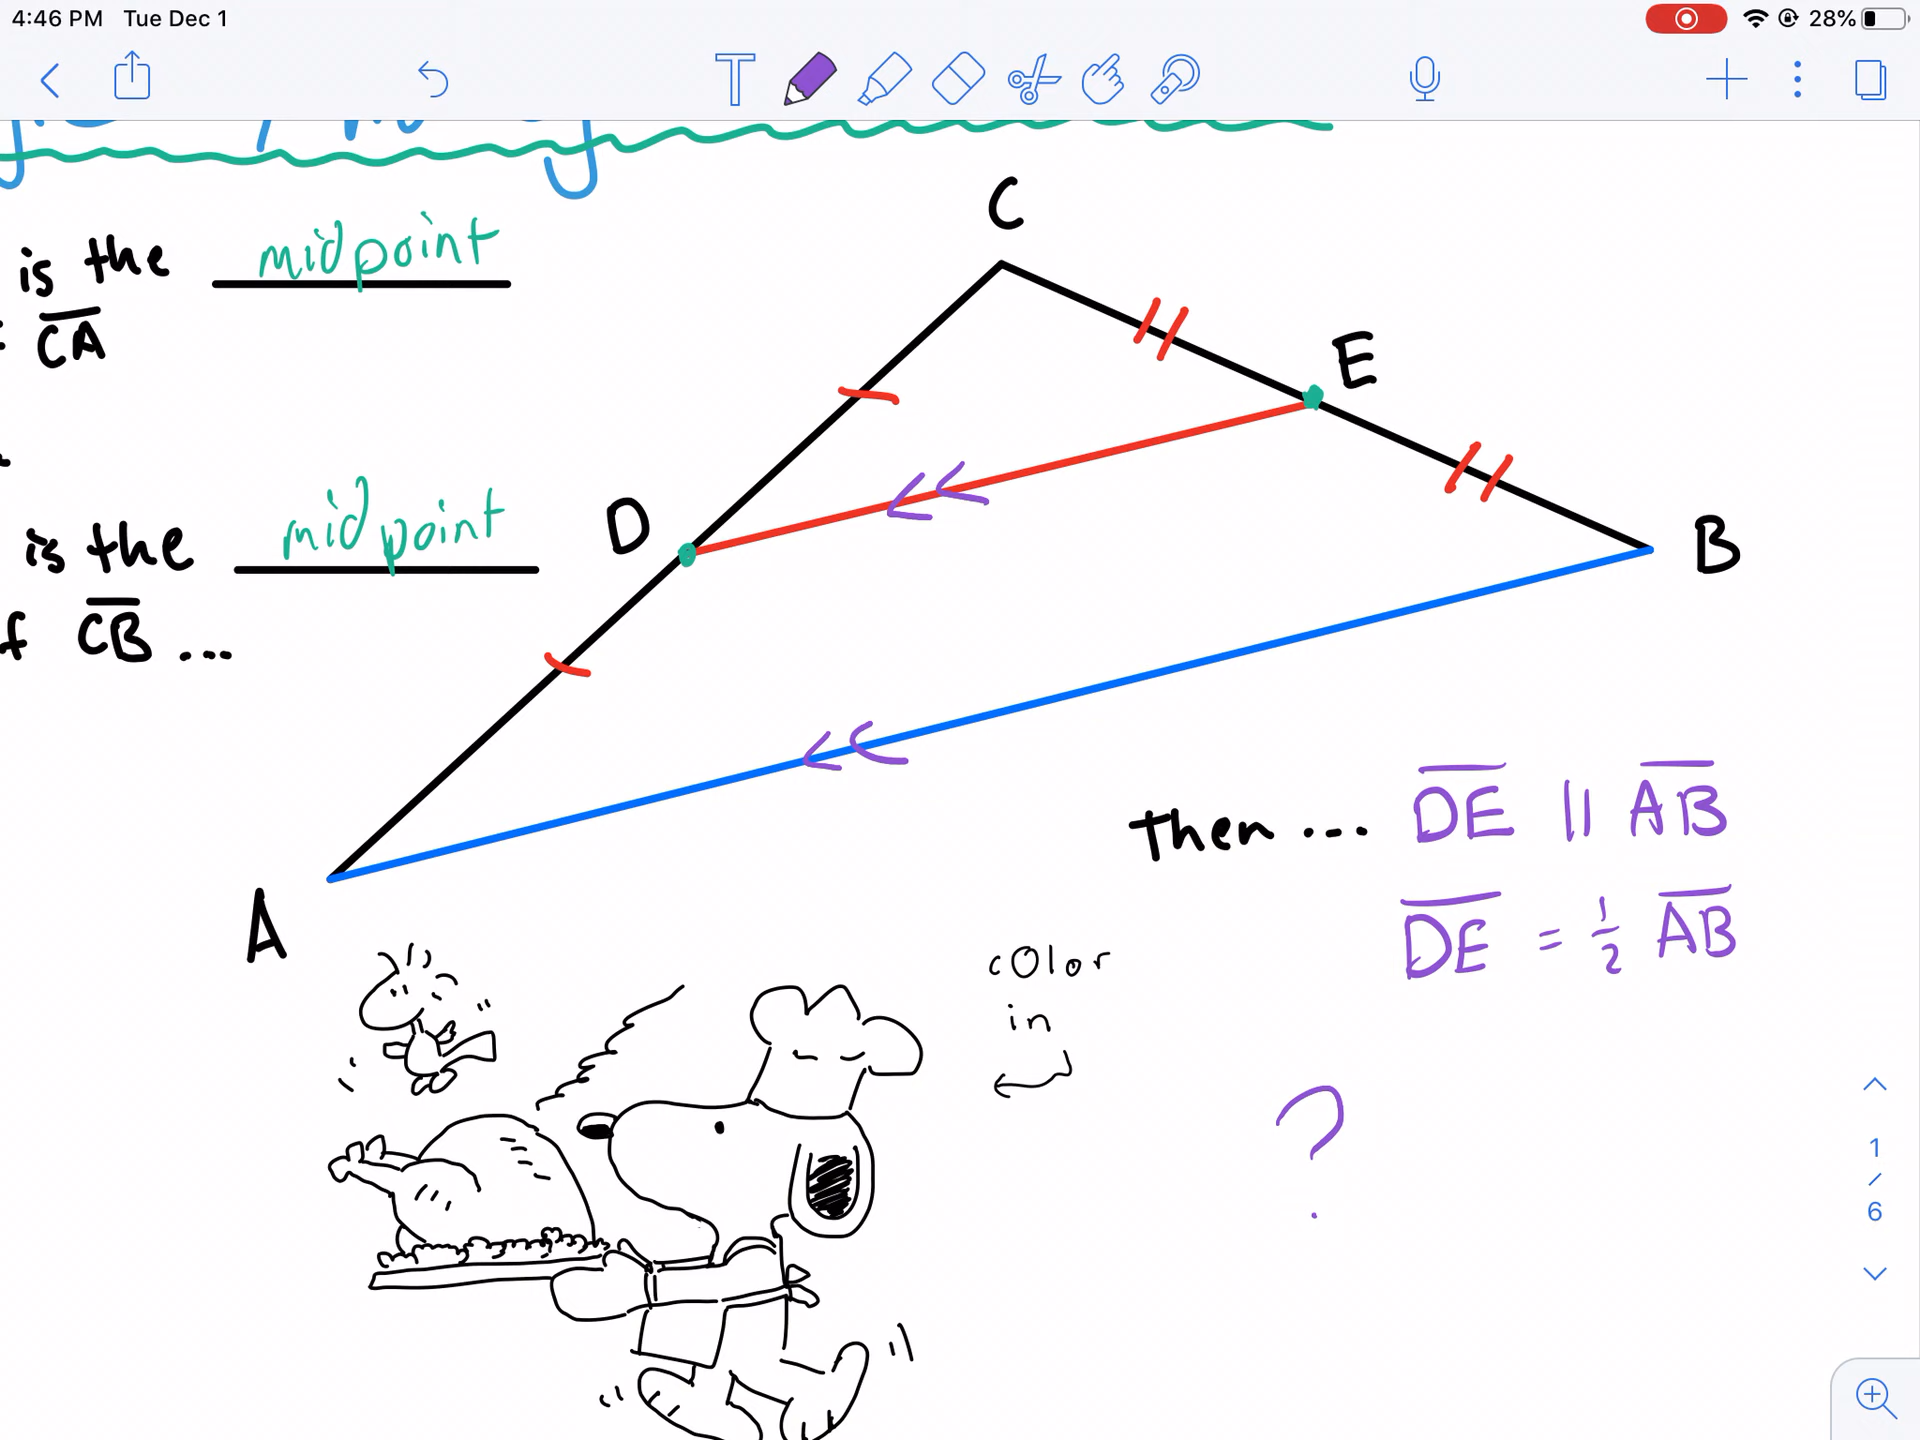 4:46 PM Tue Dec 1
28%
T
is the midpoint
CA
is the midpoint
CB ...
C
E
D
B
A
then ... DE || AB
DE = 1/2 AB
color
in
?
1
/
6